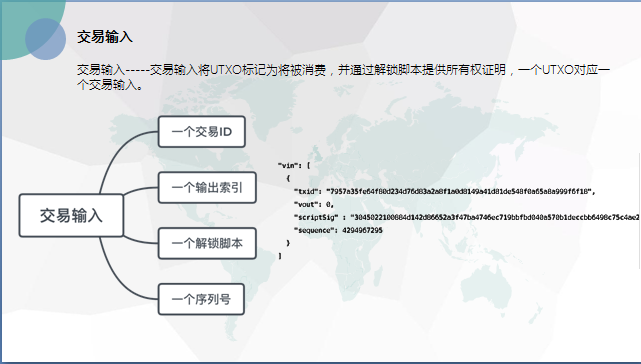 交易输入
交易输入-----交易输入将UTXO标记为将被消费，并通过解锁脚本提供所有权证明，一个UTXO对应一
个交易输入。
一个交易ID
一个输出索引
交易输入
一个解锁脚本
一个序列号
"vin": [
{
"txid": "7957a35fe64f80d234d76d83a2a8f1a0d8149a41d81de548f0a65a8a999f6f18",
"vout": 0,
"scriptSig" : "3045022100884d142d86652a3f47ba4746ec719bbfbd040a570b1deccbb6498c75c4ae2
"sequence": 4294967295
}
]